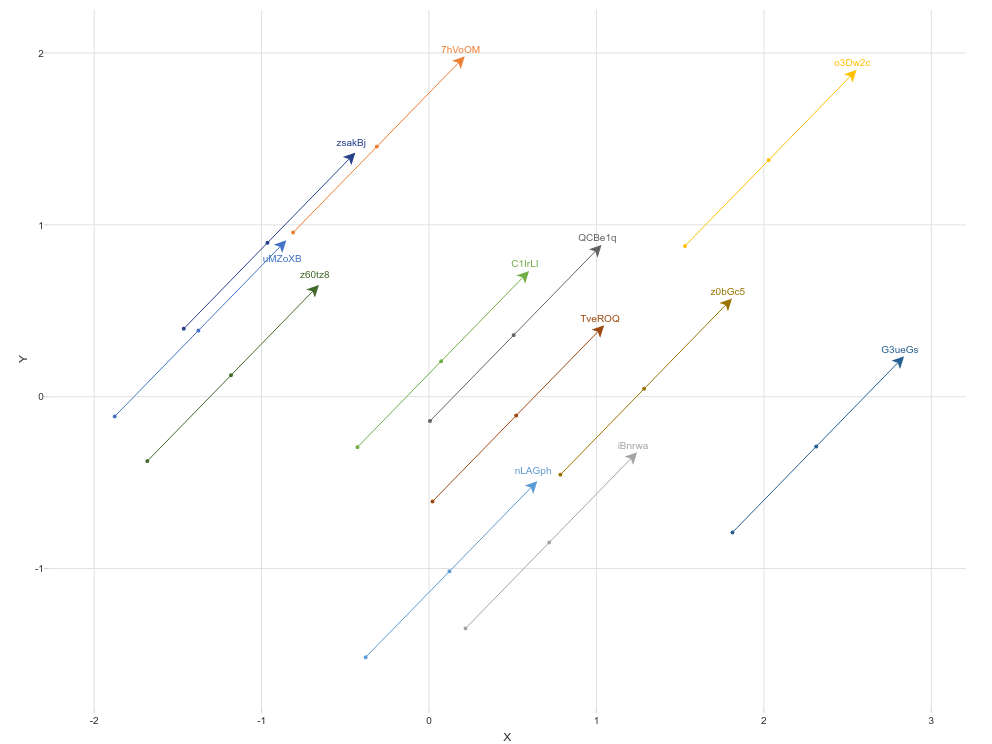 7hVoOM
o3Dw2c
zsakBj
QCBe1q
uMZoXB
C1IrLI
z60tz8
z0bGc5
TveROQ
G3ueGs
iBnrwa
nLAGph
2
1
0
-1
Y
-2
-1
0
1
2
3
X